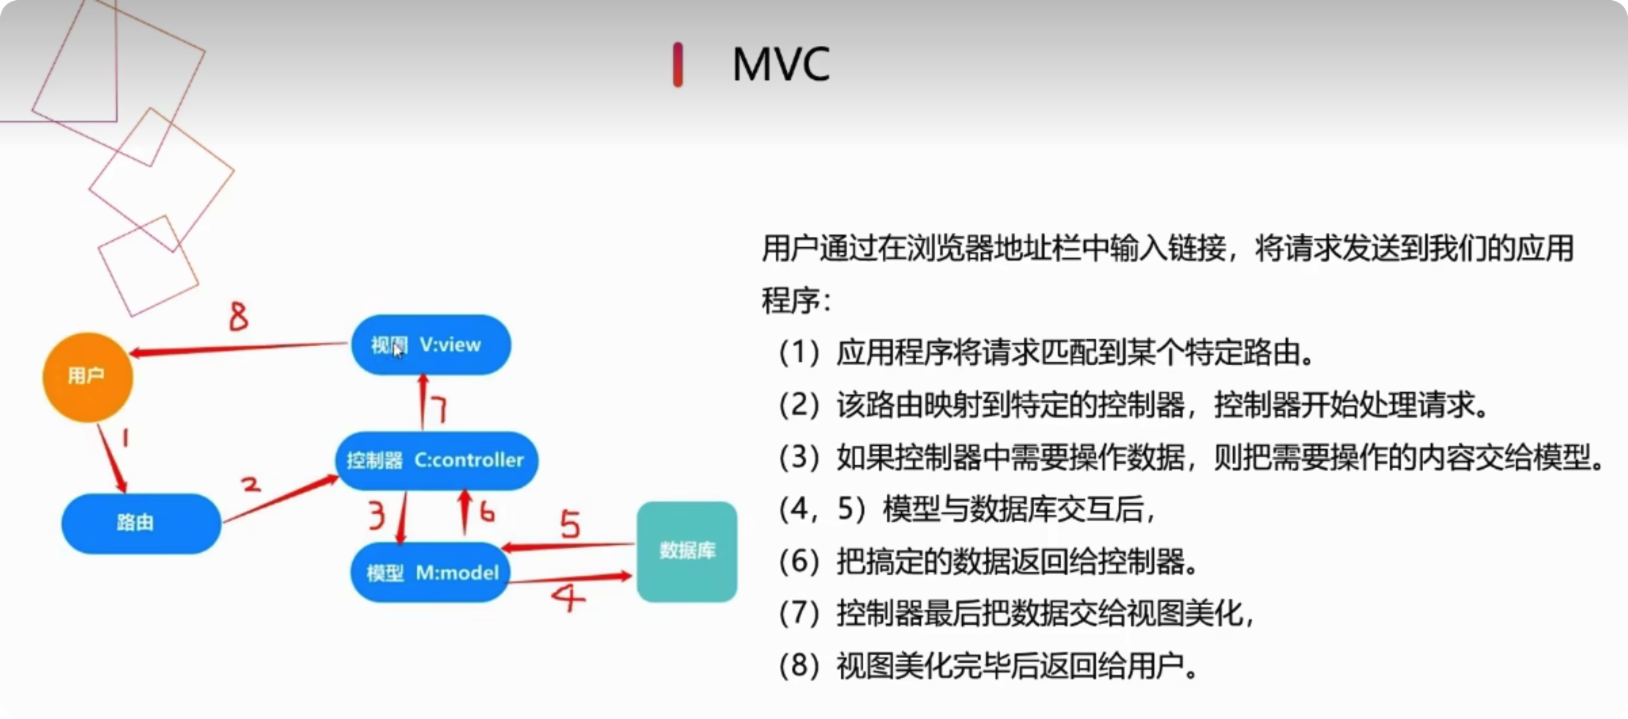 MVC
8
视图 V:view
用户
7
1
控制器 C:controller
2
3
6
5
路由
数据库
模型 M:model
4
用户通过在浏览器地址栏中输入链接，将请求发送到我们的应用
程序：
（1）应用程序将请求匹配到某个特定路由。
（2）该路由映射到特定的控制器，控制器开始处理请求。
（3）如果控制器中需要操作数据，则把需要操作的内容交给模型。
（4，5）模型与数据库交互后，
（6）把搞定的数据返回给控制器。
（7）控制器最后把数据交给视图美化，
（8）视图美化完毕后返回给用户。